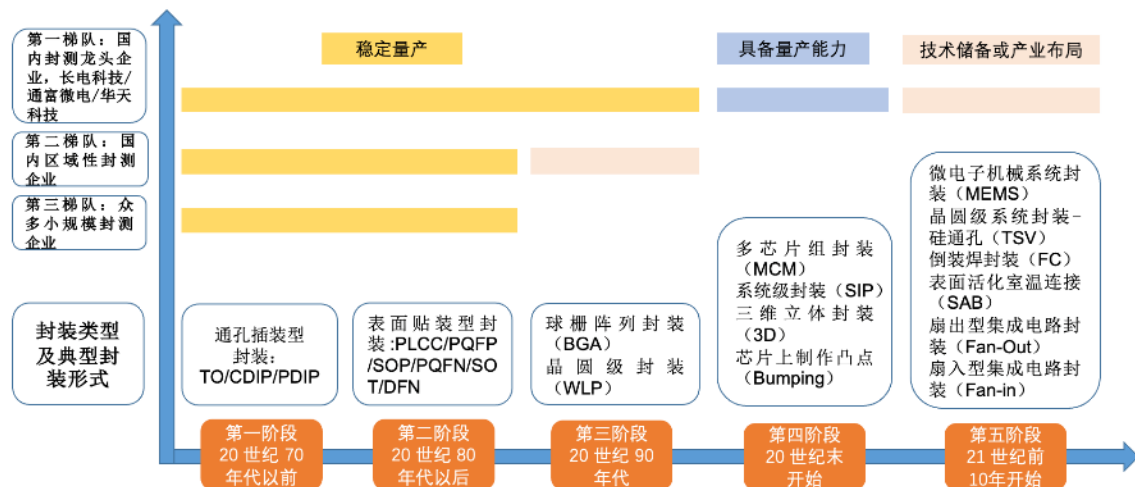 稳定量产
具备量产能力
技术储备或产业布局
第一梯队：国
内封测龙头企
业，长电科技/
通富微电/华天
科技
第二梯队：国
内区域性封测
企业
第三梯队：众
多小规模封测
企业
封装类型
及典型封
装形式
通孔插装型
封装：
TO/CDIP/PDIP
表面贴装型封
装:PLCC/PQFP
/SOP/PQFN/SO
T/DFN
球栅阵列封装
（BGA）
晶圆级封装
（WLP）
多芯片组封装
（MCM）
系统级封装（SIP）
三维立体封装
（3D）
芯片上制作凸点
（Bumping）
微电子机械系统封
装（MEMS）
晶圆级系统封装-
硅通孔（TSV）
倒装焊封装（FC）
表面活化室温连接
（SAB）
扇出型集成电路封
装（Fan-Out）
扇入型集成电路封
装（Fan-in）
第一阶段
20 世纪 70
年代以前
第二阶段
20 世纪 80
年代以后
第三阶段
20 世纪 90
年代
第四阶段
20 世纪末
开始
第五阶段
21 世纪前
10年开始